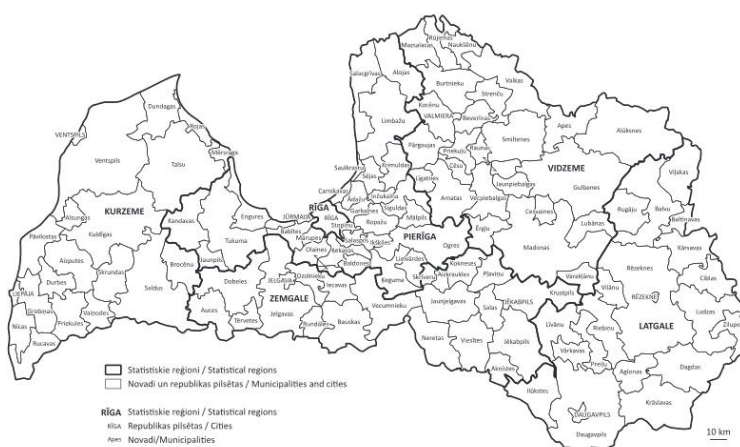 Rūjienas
Mazsalacas
Naukšēnu
Salacgrīvas
Alojas
Burtnieku
Valkas
Strenču
Kocēnu
VALMIERA
Beverīnas
Limbažu
Dundagas
Rojas
VENTSPILS
Mērsraga
Ventspils
Talsu
Smiltenes
Apes
Alūksnes
Pārgaujas
Priekuļu
Raunas
Cēsu
VIDZEME
Līgatnes
Saulkrastu
Krimuldas
Sējas
Jaunpiebalgas
Gulbenes
Viļakas
Carnikavas
Inčukalna
Ādažu
Siguldas
Amatas
Vecpiebalgas
Rugāju
Balvu
Baltinavas
KURZEME
Alsungas
Kandavas
Engures
JŪRMALA
RĪGA
RĪGA
Garkalnes
Ropažu
Mālpils
Stopiņu
Cesvaines
Lubānas
Pāvilostas
Kuldīgas
Tukuma
Babītes
Mārupes
Salaspils
Ikšķiles
PIERĪGA
Ērgļu
Madonas
Kārsavas
Aizputes
Skrundas
Jaunpils
Olaines
Ķekavas
Baldones
Lielvārdes
Ogres
Rēzeknes
Ciblas
Durbes
Brocēnu
Saldus
Dobeles
JELGAVA
Ozolnieku
Iecavas
Ķeguma
Skrīveru
Aizkraukles
Kokneses
Pļaviņu
Varakļānu
Viļānu
RĒZEKNE
LIEPĀJA
Grobiņas
ZEMGALE
Krustpils
Ludzas
Zilupes
Nīcas
Priekules
Vaiņodes
Rucavas
Auces
Tērvetes
Jelgavas
Rundāles
Bauskas
Vecumnieku
Jaunjelgavas
Salas
JĒKABPILS
Līvānu
Riebiņu
LATGALE
Neretas
Viesītes
Jēkabpils
Vārkavas
Preiļu
Aglonas
Dagdas
Aknīstes
Ilūkstes
Krāslavas
DAUGAVPILS
Daugavpils
Statistiskie reģioni / Statistical regions
Novadi un republikas pilsētas / Municipalities and cities
RĪGA Statistiskie reģioni / Statistical regions
RĪGA Republikas pilsētas / Cities
Apes Novadi/Municipalities
10 km